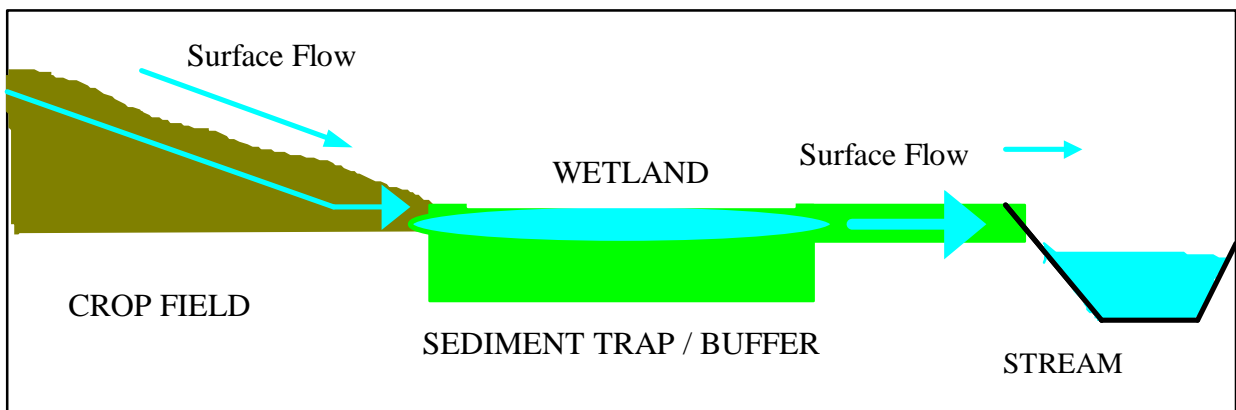 Surface Flow
Surface Flow
WETLAND
CROP FIELD
SEDIMENT TRAP / BUFFER
STREAM